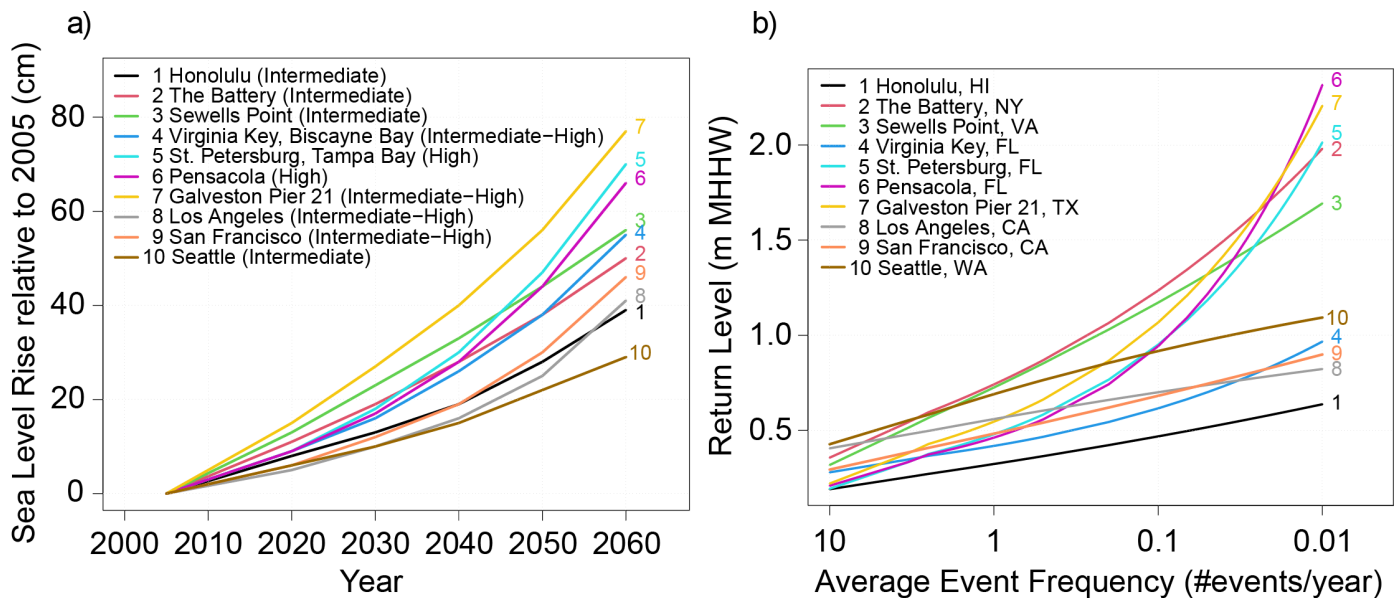 a)
Sea Level Rise relative to 2005 (cm)
80
60
40
20
0
1 Honolulu (Intermediate)
2 The Battery (Intermediate)
3 Sewells Point (Intermediate)
4 Virginia Key, Biscayne Bay (Intermediate−High)
5 St. Petersburg, Tampa Bay (High)
6 Pensacola (High)
7 Galveston Pier 21 (Intermediate−High)
8 Los Angeles (Intermediate−High)
9 San Francisco (Intermediate−High)
10 Seattle (Intermediate)
7
5
6
3
4
2
9
8
1
10
2000 2010 2020 2030 2040 2050 2060
Year
b)
Return Level (m MHHW)
2.0
1.5
1.0
0.5
1 Honolulu, HI
2 The Battery, NY
3 Sewells Point, VA
4 Virginia Key, FL
5 St. Petersburg, FL
6 Pensacola, FL
7 Galveston Pier 21, TX
8 Los Angeles, CA
9 San Francisco, CA
10 Seattle, WA
6
7
5
2
3
10
4
9
8
1
10 1 0.1 0.01
Average Event Frequency (#events/year)